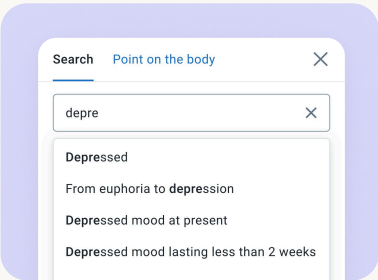 Search
Point on the body
depre
Depressed
From euphoria to depression
Depressed mood at present
Depressed mood lasting less than 2 weeks